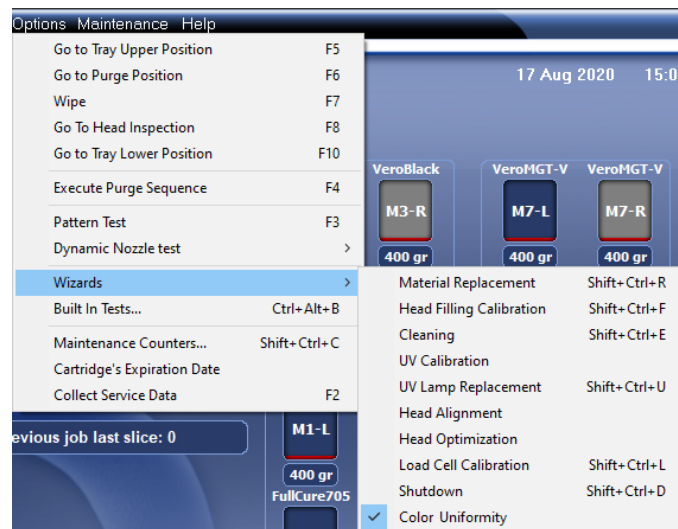 Options Maintenance Help
Go to Tray Upper Position F5
Go to Purge Position F6
Wipe F7
Go To Head Inspection F8
Go to Tray Lower Position F10
Execute Purge Sequence F4
Pattern Test F3
Dynamic Nozzle test >
Wizards >
Built In Tests... Ctrl+Alt+B
Maintenance Counters... Shift+Ctrl+C
Cartridge's Expiration Date
Collect Service Data F2
17 Aug 2020 15:0
VeroBlack VeroMGT-V VeroMGT-V
M3-R M7-L M7-R
400 gr 400 gr 400 gr
Material Replacement Shift+Ctrl+R
Head Filling Calibration Shift+Ctrl+F
Cleaning Shift+Ctrl+E
UV Calibration
UV Lamp Replacement Shift+Ctrl+U
Head Alignment
Head Optimization
Load Cell Calibration Shift+Ctrl+L
Shutdown Shift+Ctrl+D
✓ Color Uniformity
evious job last slice: 0
M1-L
400 gr
FullCure705